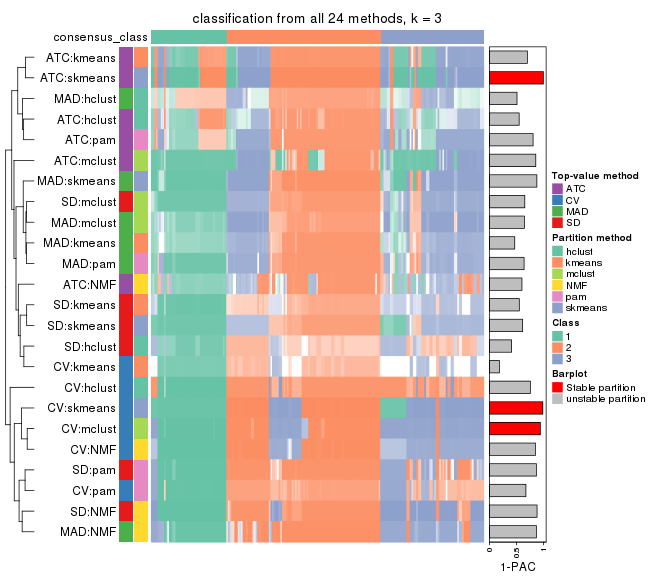 classification from all 24 methods, k = 3
consensus_class
ATC:kmeans
ATC:skmeans
MAD:hclust
ATC:hclust
ATC:pam
ATC:mclust
MAD:skmeans
SD:mclust
MAD:mclust
MAD:kmeans
MAD:pam
ATC:NMF
SD:kmeans
SD:skmeans
SD:hclust
CV:kmeans
CV:hclust
CV:skmeans
CV:mclust
CV:NMF
SD:pam
CV:pam
SD:NMF
MAD:NMF
0
0.5
1
1-PAC
Top-value method
ATC
CV
MAD
SD
Partition method
hclust
kmeans
mclust
NMF
pam
skmeans
Class
1
2
3
Barplot
Stable partition
unstable partition